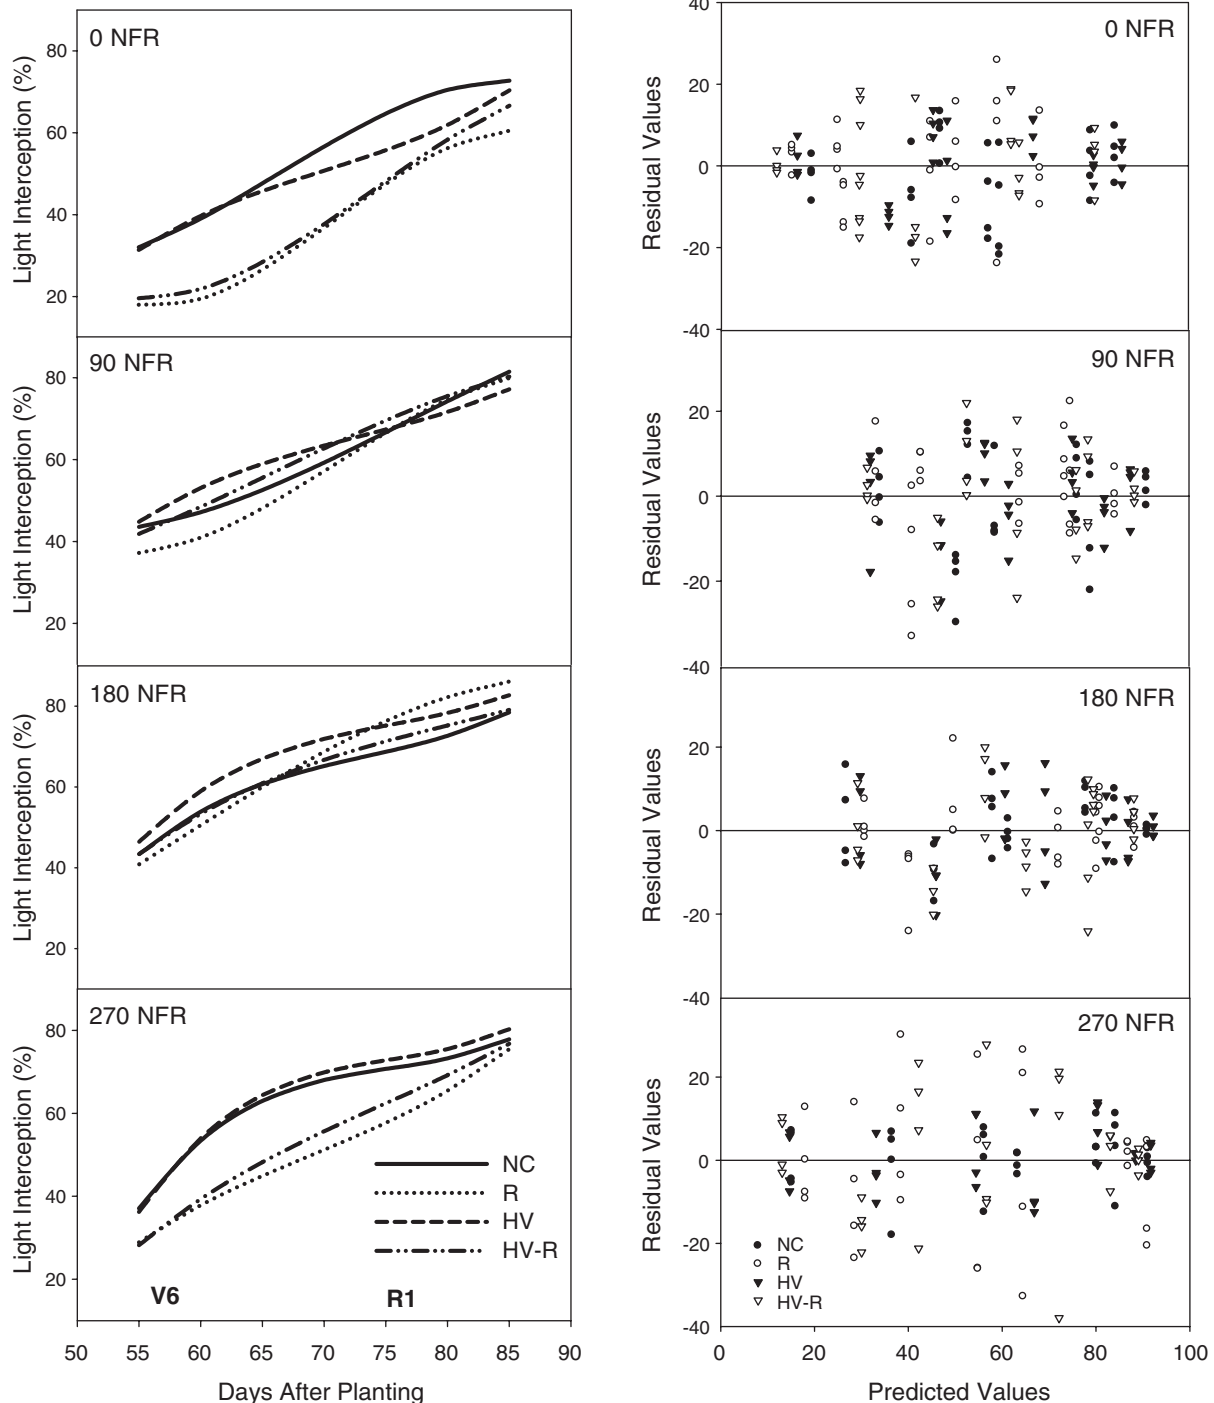 0 NFR
Light Interception (%)
80
60
40
20
90 NFR
Light Interception (%)
80
60
40
20
180 NFR
Light Interception (%)
80
60
40
20
270 NFR
Light Interception (%)
80
60
40
20
NC
R
HV
HV-R
V6 R1
50 55 60 65 70 75 80 85 90
Days After Planting
0 NFR
Residual Values
40
20
0
-20
-40
90 NFR
Residual Values
20
0
-20
-40
180 NFR
Residual Values
20
0
-20
-40
270 NFR
Residual Values
20
0
-20
-40
NC
R
HV
HV-R
0 20 40 60 80 100
Predicted Values